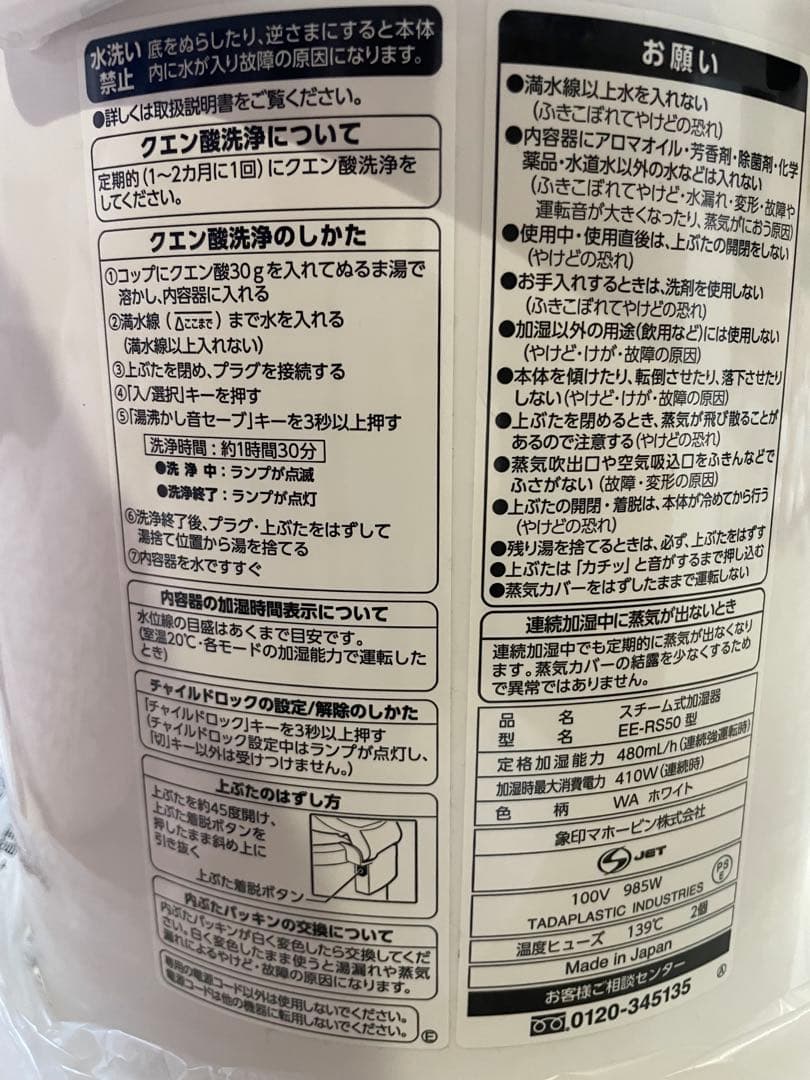 水洗い禁止
底をぬらしたり、逆さまにすると本体
内に水が入り故障の原因になります。
●詳しくは取扱説明書をご覧ください。
クエン酸洗浄について
定期的(1~2カ月に1回)にクエン酸洗浄を
してください。
クエン酸洗浄のしかた
①コップにクエン酸30gを入れてぬるま湯で
溶かし、内容器に入れる
②満水線(△ここまで)まで水を入れる
(満水線以上入れない)
③上ぶたを閉め、プラグを接続する
④「入/選択」キーを押す
⑤「湯沸かし音セーブ」キーを3秒以上押す
洗浄時間:約1時間30分
●洗 浄 中:ランプが点滅
●洗浄終了:ランプが点灯
⑥洗浄終了後、プラグ・上ぶたをはずして
湯捨て位置から湯を捨てる
⑦内容器を水ですすぐ
内容器の加湿時間表示について
水位線の目盛はあくまで目安です。
(室温20℃・各モードの加湿能力で運転した
とき)
チャイルドロックの設定/解除のしかた
「チャイルドロック」キーを3秒以上押す
(チャイルドロック設定中はランプが点灯し、
「切」キー以外は受けつけません。)
上ぶたのはずし方
上ぶたを約45度開け、
上ぶた着脱ボタンを
押したまま斜め上に
引き抜く
上ぶた着脱ボタン
内ぶたパッキンの交換について
内ぶたパッキンが白く変色したら交換してくだ
さい。白く変色したまま使うと湯漏れや蒸気
漏れによるやけど・故障の原因になります。
専用の電源コード以外は使用しないでください。
電源コードは他の機器に転用しないでください。
Ⓔ
お願い
●満水線以上水を入れない
(ふきこぼれてやけどの恐れ)
●内容器にアロマオイル・芳香剤・除菌剤・化学
薬品・水道水以外の水などは入れない
(ふきこぼれてやけど・水漏れ・変形・故障や
運転音が大きくなったり、蒸気がにおう原因)
●使用中・使用直後は、上ぶたの開閉をしない
(やけどの恐れ)
●お手入れするときは、洗剤を使用しない
(ふきこぼれてやけどの恐れ)
●加湿以外の用途(飲用など)には使用しない
(やけど・けが・故障の原因)
●本体を傾けたり、転倒させたり、落下させたり
しない(やけど・けが・故障の原因)
●上ぶたを閉めるとき、蒸気が飛び散ることが
あるので注意する(やけどの恐れ)
●蒸気吹出口や空気吸込口をふきんなどで
ふさがない(故障・変形の原因)
●上ぶたの開閉・着脱は、本体が冷めてから行う
(やけどの恐れ)
●残り湯を捨てるときは、必ず、上ぶたをはずす
●上ぶたは「カチッ」と音がするまで押し込む
●蒸気カバーをはずしたままで運転しない
連続加湿中に蒸気が出ないとき
連続加湿中でも定期的に蒸気が出なくなり
ます。蒸気カバーの結露を少なくするため
で異常ではありません。
品 名 スチーム式加湿器
型 名 EE-RS50 型
定格加湿能力 480mL/h(連続強運転時)
加湿時最大消費電力 410W(連続時)
色 柄 WA ホワイト
象印マホービン株式会社
JET
100V 985W
PS E
TADAPLASTIC INDUSTRIES
温度ヒューズ 139℃ 2個
Made in Japan
お客様ご相談センター
0120-345135
Ⓐ